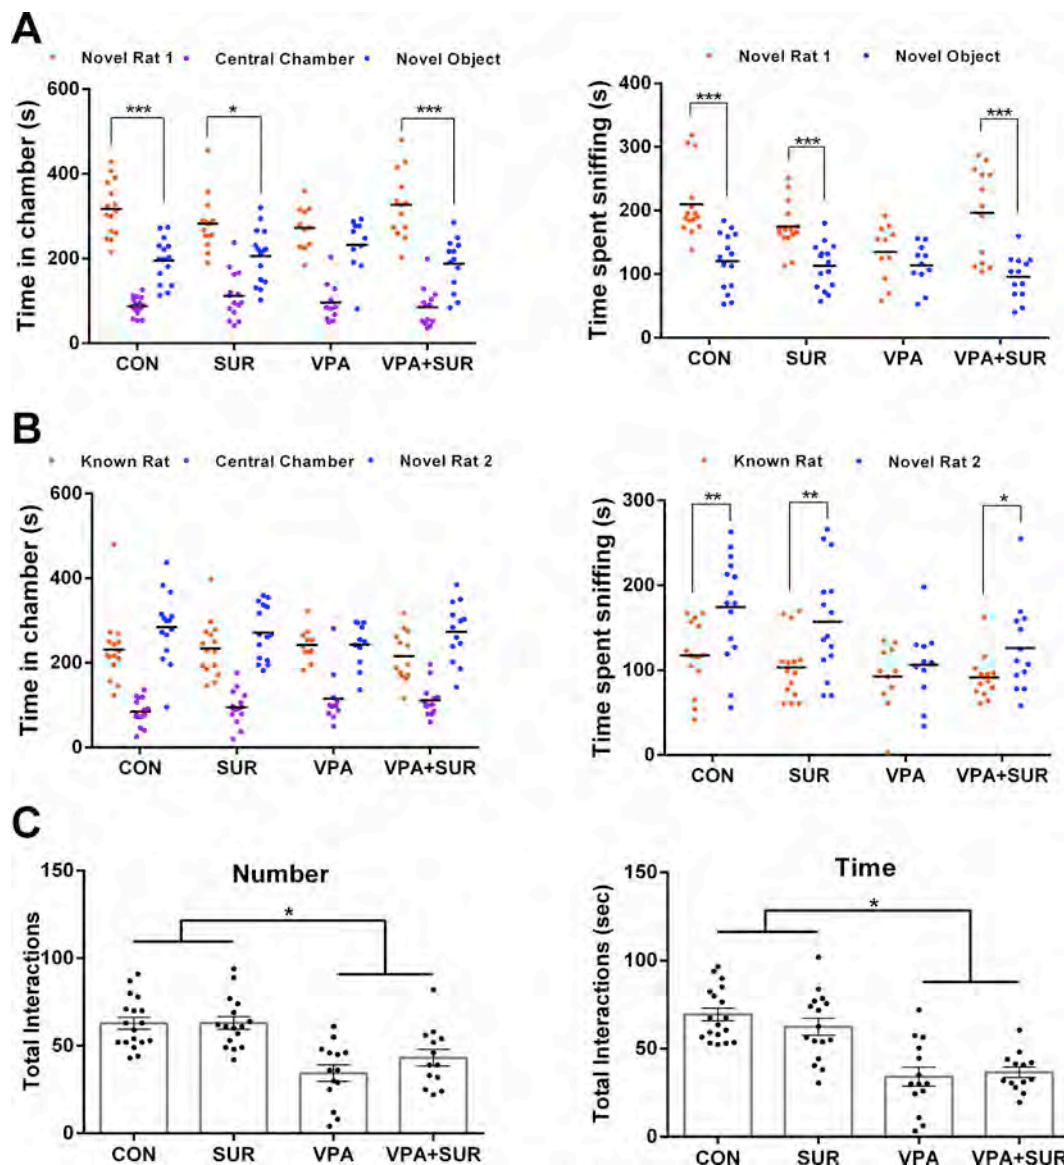 A
Novel Rat 1 Central Chamber Novel Object
Time in chamber (s)
600
400
200
0
*** * ***
CON SUR VPA VPA+SUR
Novel Rat 1 Novel Object
Time spent sniffing (s)
400
300
200
100
0
*** *** ***
CON SUR VPA VPA+SUR
B
Known Rat Central Chamber Novel Rat 2
Time in chamber (s)
600
400
200
0
CON SUR VPA VPA+SUR
Known Rat Novel Rat 2
Time spent sniffing (s)
300
200
100
0
** ** *
CON SUR VPA VPA+SUR
C
Number
Total Interactions
150
100
50
0
*
CON SUR VPA VPA+SUR
Time
Total Interactions (sec)
150
100
50
0
*
CON SUR VPA VPA+SUR